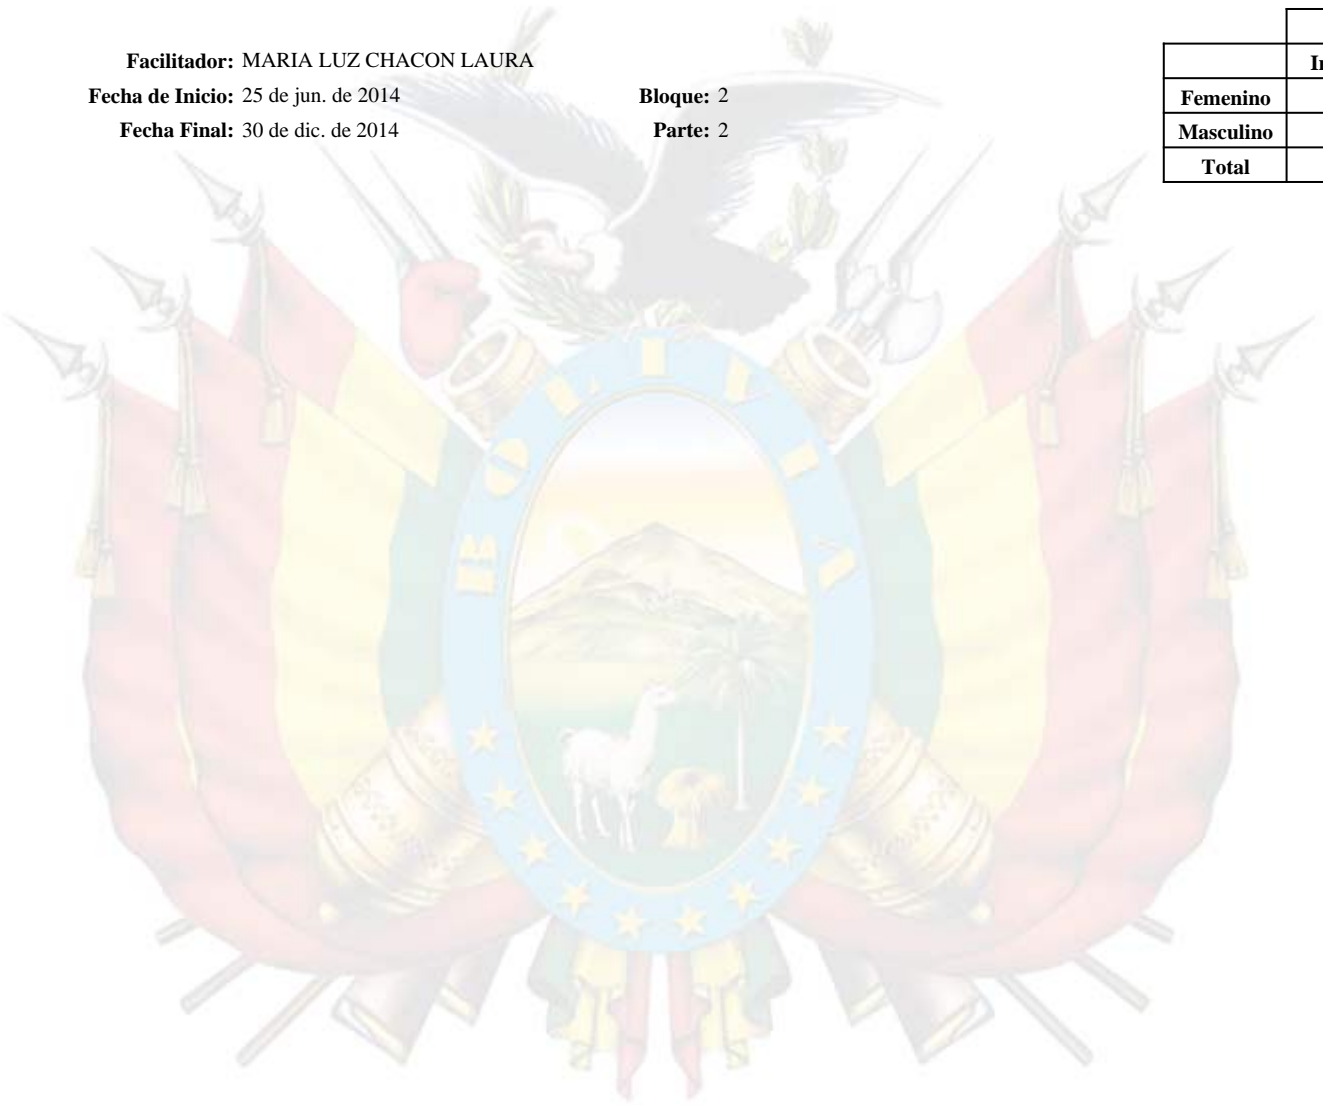 Facilitador: MARIA LUZ CHACON LAURA
Fecha de Inicio: 25 de jun. de 2014 Bloque: 2
Fecha Final: 30 de dic. de 2014 Parte: 2
Femenino
Masculino
Total
BOLIVIA